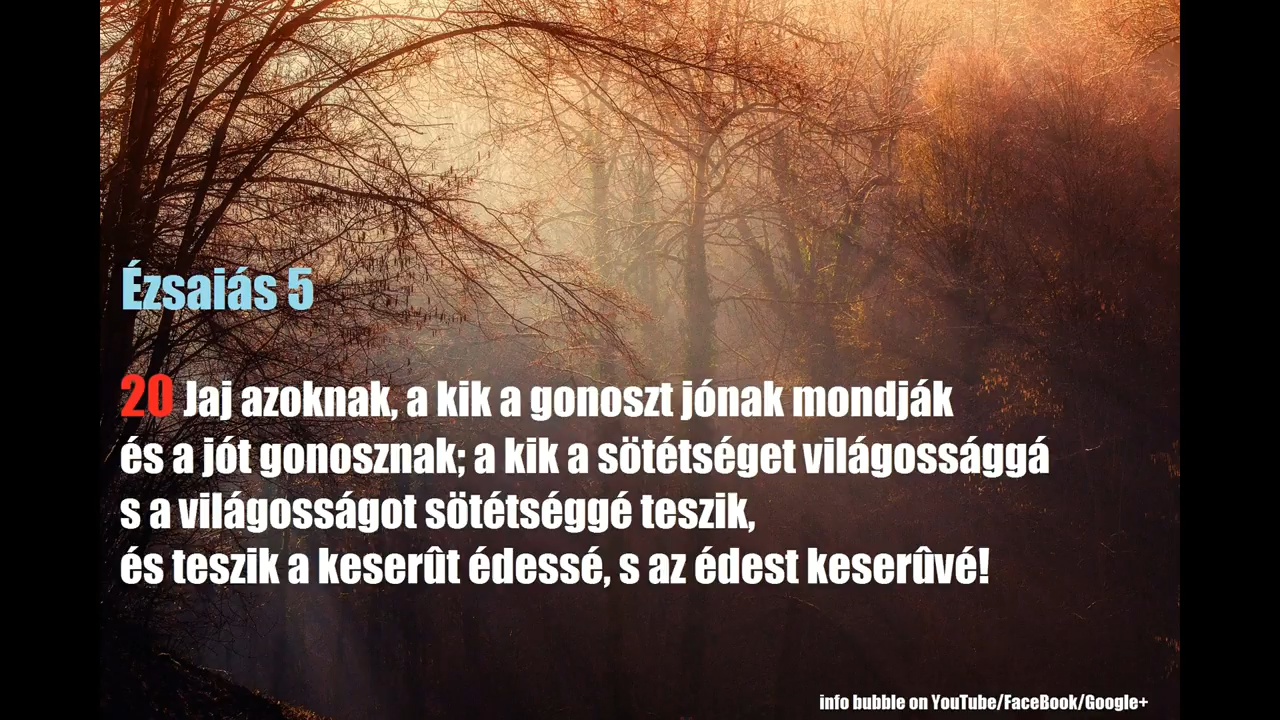 Ézsaiás 5
20 Jaj azoknak, a kik a gonoszt jónak mondják
és a jót gonosznak; a kik a sötétséget világossággá
s a világosságot sötétséggé teszik,
és teszik a keserût édessé, s az édest keserûvé!
info bubble on YouTube/FaceBook/Google+